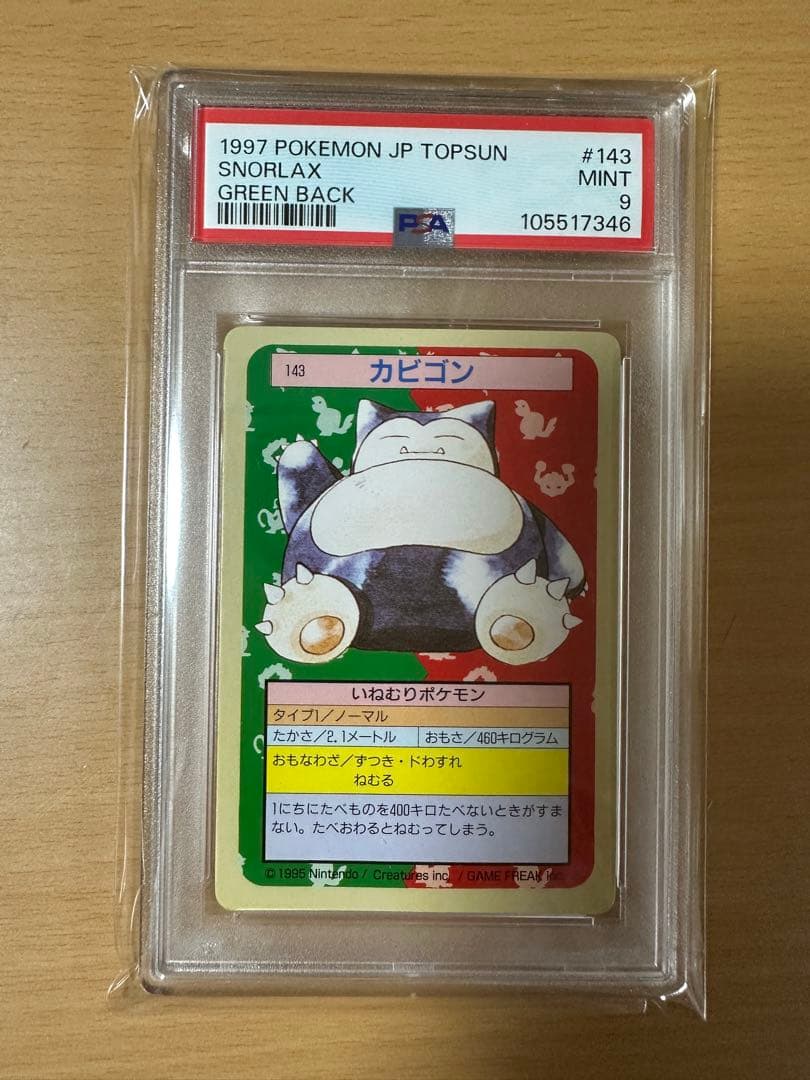 1997 POKEMON JP TOPSUN #143
SNORLAX MINT
GREEN BACK 9
PSA 105517346
143 カビゴン
いねむりポケモン
タイプ1/ノーマル
たかさ/2.1メートル おもさ/460キログラム
おもなわざ/ずつき・ドわすれ
ねむる
1にちにたべものを400キロたべないときがすま
ない。たべおわるとねむってしまう。
©1995 Nintendo / Creatures inc. / GAME FREAK inc.